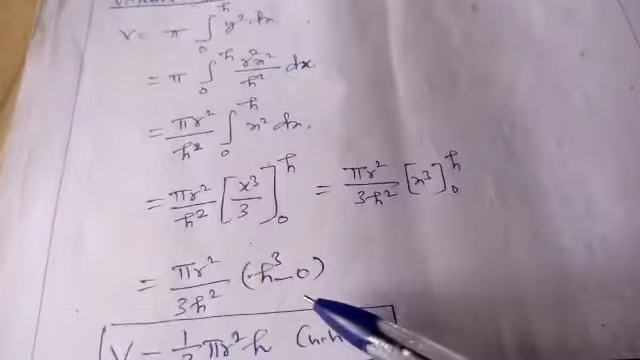 V = π ∫₀ʰ y² dx
= π ∫₀ʰ r²x²/h² dx
= πr²/h² ∫₀ʰ x² dx.
= πr²/h² [x³/3]₀ʰ = πr²/3h² [x³]₀ʰ
= πr²/3h² (h³ - 0)
V = 1/3 πr²h